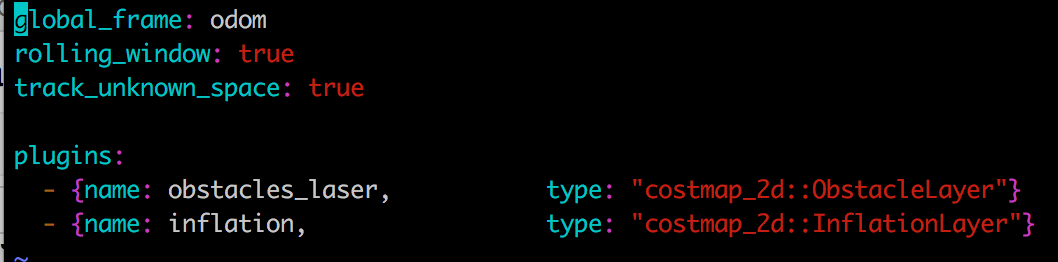 global_frame: odom
rolling_window: true
track_unknown_space: true
plugins:
- {name: obstacles_laser, type: "costmap_2d::ObstacleLayer"}
- {name: inflation, type: "costmap_2d::InflationLayer"}
~